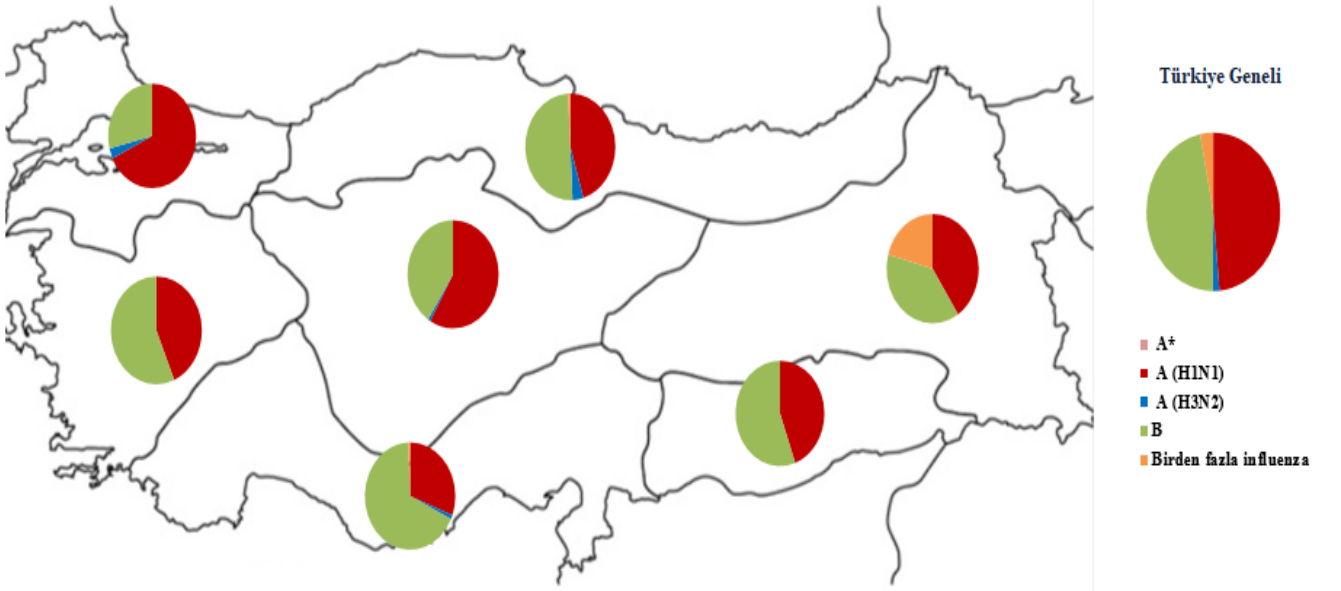 Türkiye Geneli
A*
A (H1N1)
A (H3N2)
B
Birden fazla influenza